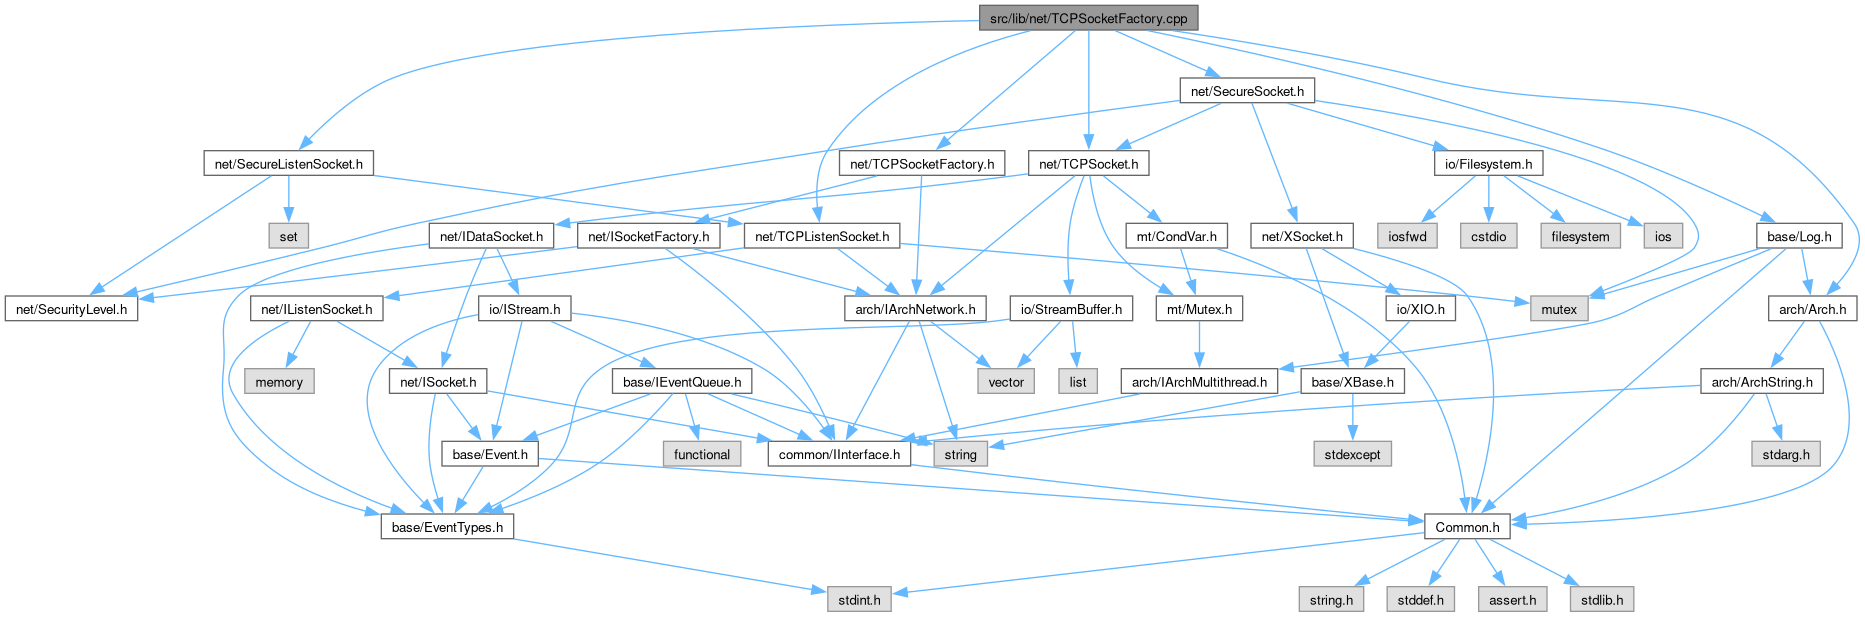 src/lib/net/TCPSocketFactory.cpp
net/SecureSocket.h
net/SecureListenSocket.h
net/TCPSocketFactory.h
net/TCPSocket.h
io/Filesystem.h
set
net/IDataSocket.h
net/ISocketFactory.h
net/TCPListenSocket.h
mt/CondVar.h
net/XSocket.h
iosfwd
cstdio
filesystem
ios
base/Log.h
net/SecurityLevel.h
net/IListenSocket.h
io/IStream.h
arch/IArchNetwork.h
io/StreamBuffer.h
mt/Mutex.h
io/XIO.h
mutex
arch/Arch.h
memory
net/ISocket.h
base/IEventQueue.h
vector
list
arch/IArchMultithread.h
base/XBase.h
arch/ArchString.h
base/Event.h
functional
common/IInterface.h
string
stdexcept
stdarg.h
base/EventTypes.h
Common.h
stdint.h
string.h
stddef.h
assert.h
stdlib.h